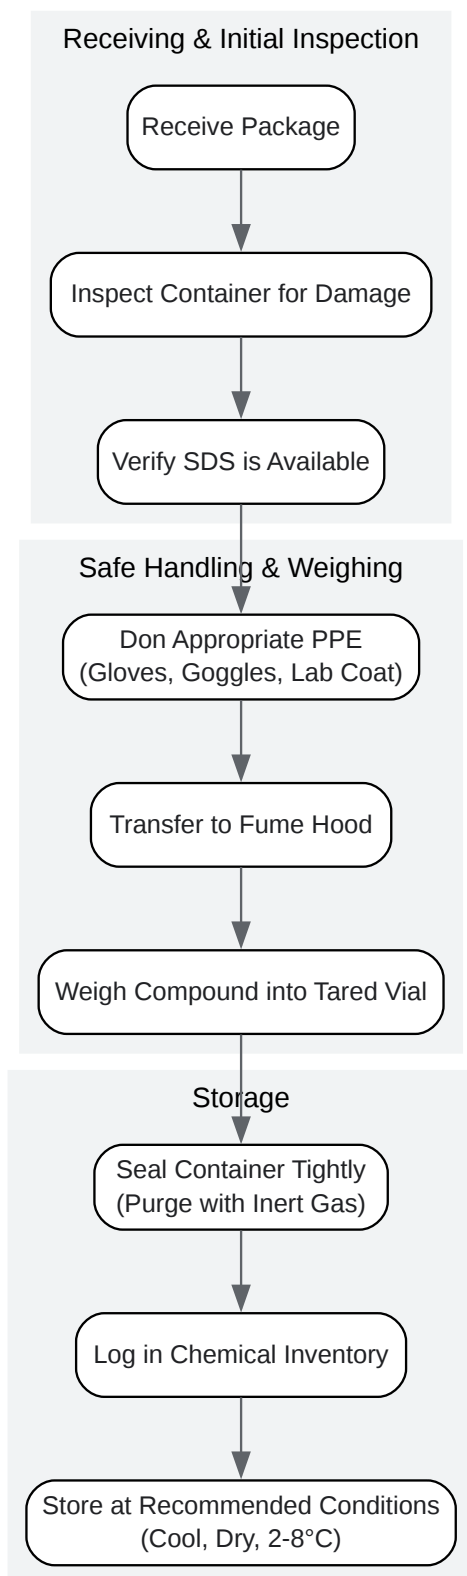 Receiving & Initial Inspection
Receive Package
Inspect Container for Damage
Verify SDS is Available
Safe Handling & Weighing
Don Appropriate PPE
(Gloves, Goggles, Lab Coat)
Transfer to Fume Hood
Weigh Compound into Tared Vial
Storage
Seal Container Tightly
(Purge with Inert Gas)
Log in Chemical Inventory
Store at Recommended Conditions
(Cool, Dry, 2-8°C)